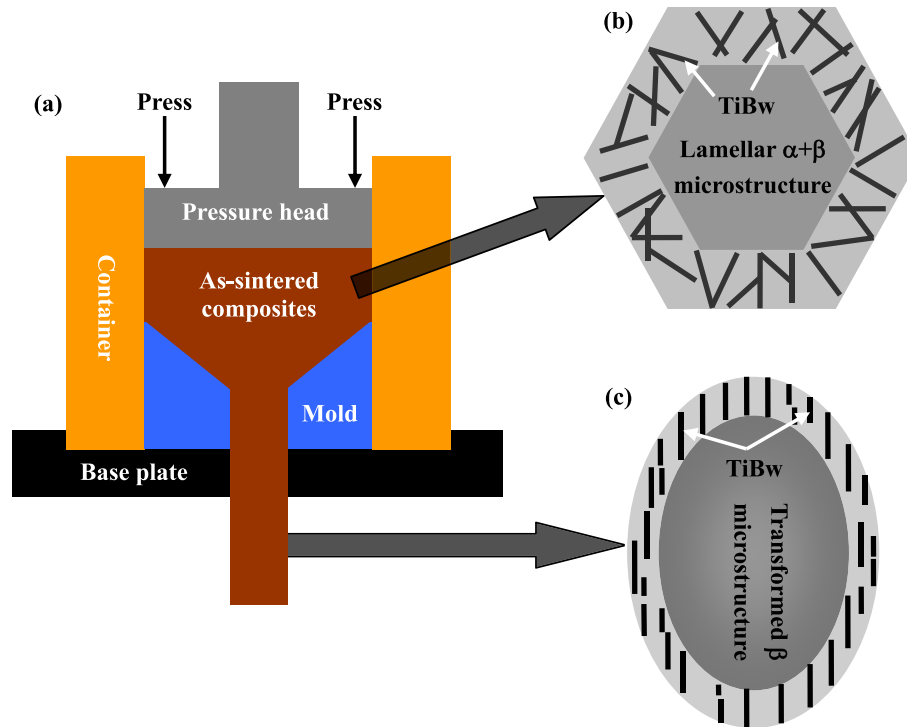 (a)
Press
Press
Pressure head
As-sintered
composites
Container
Mold
Base plate
(b)
TiBw
Lamellar α+β
microstructure
(c)
TiBw
Transformed β
microstructure